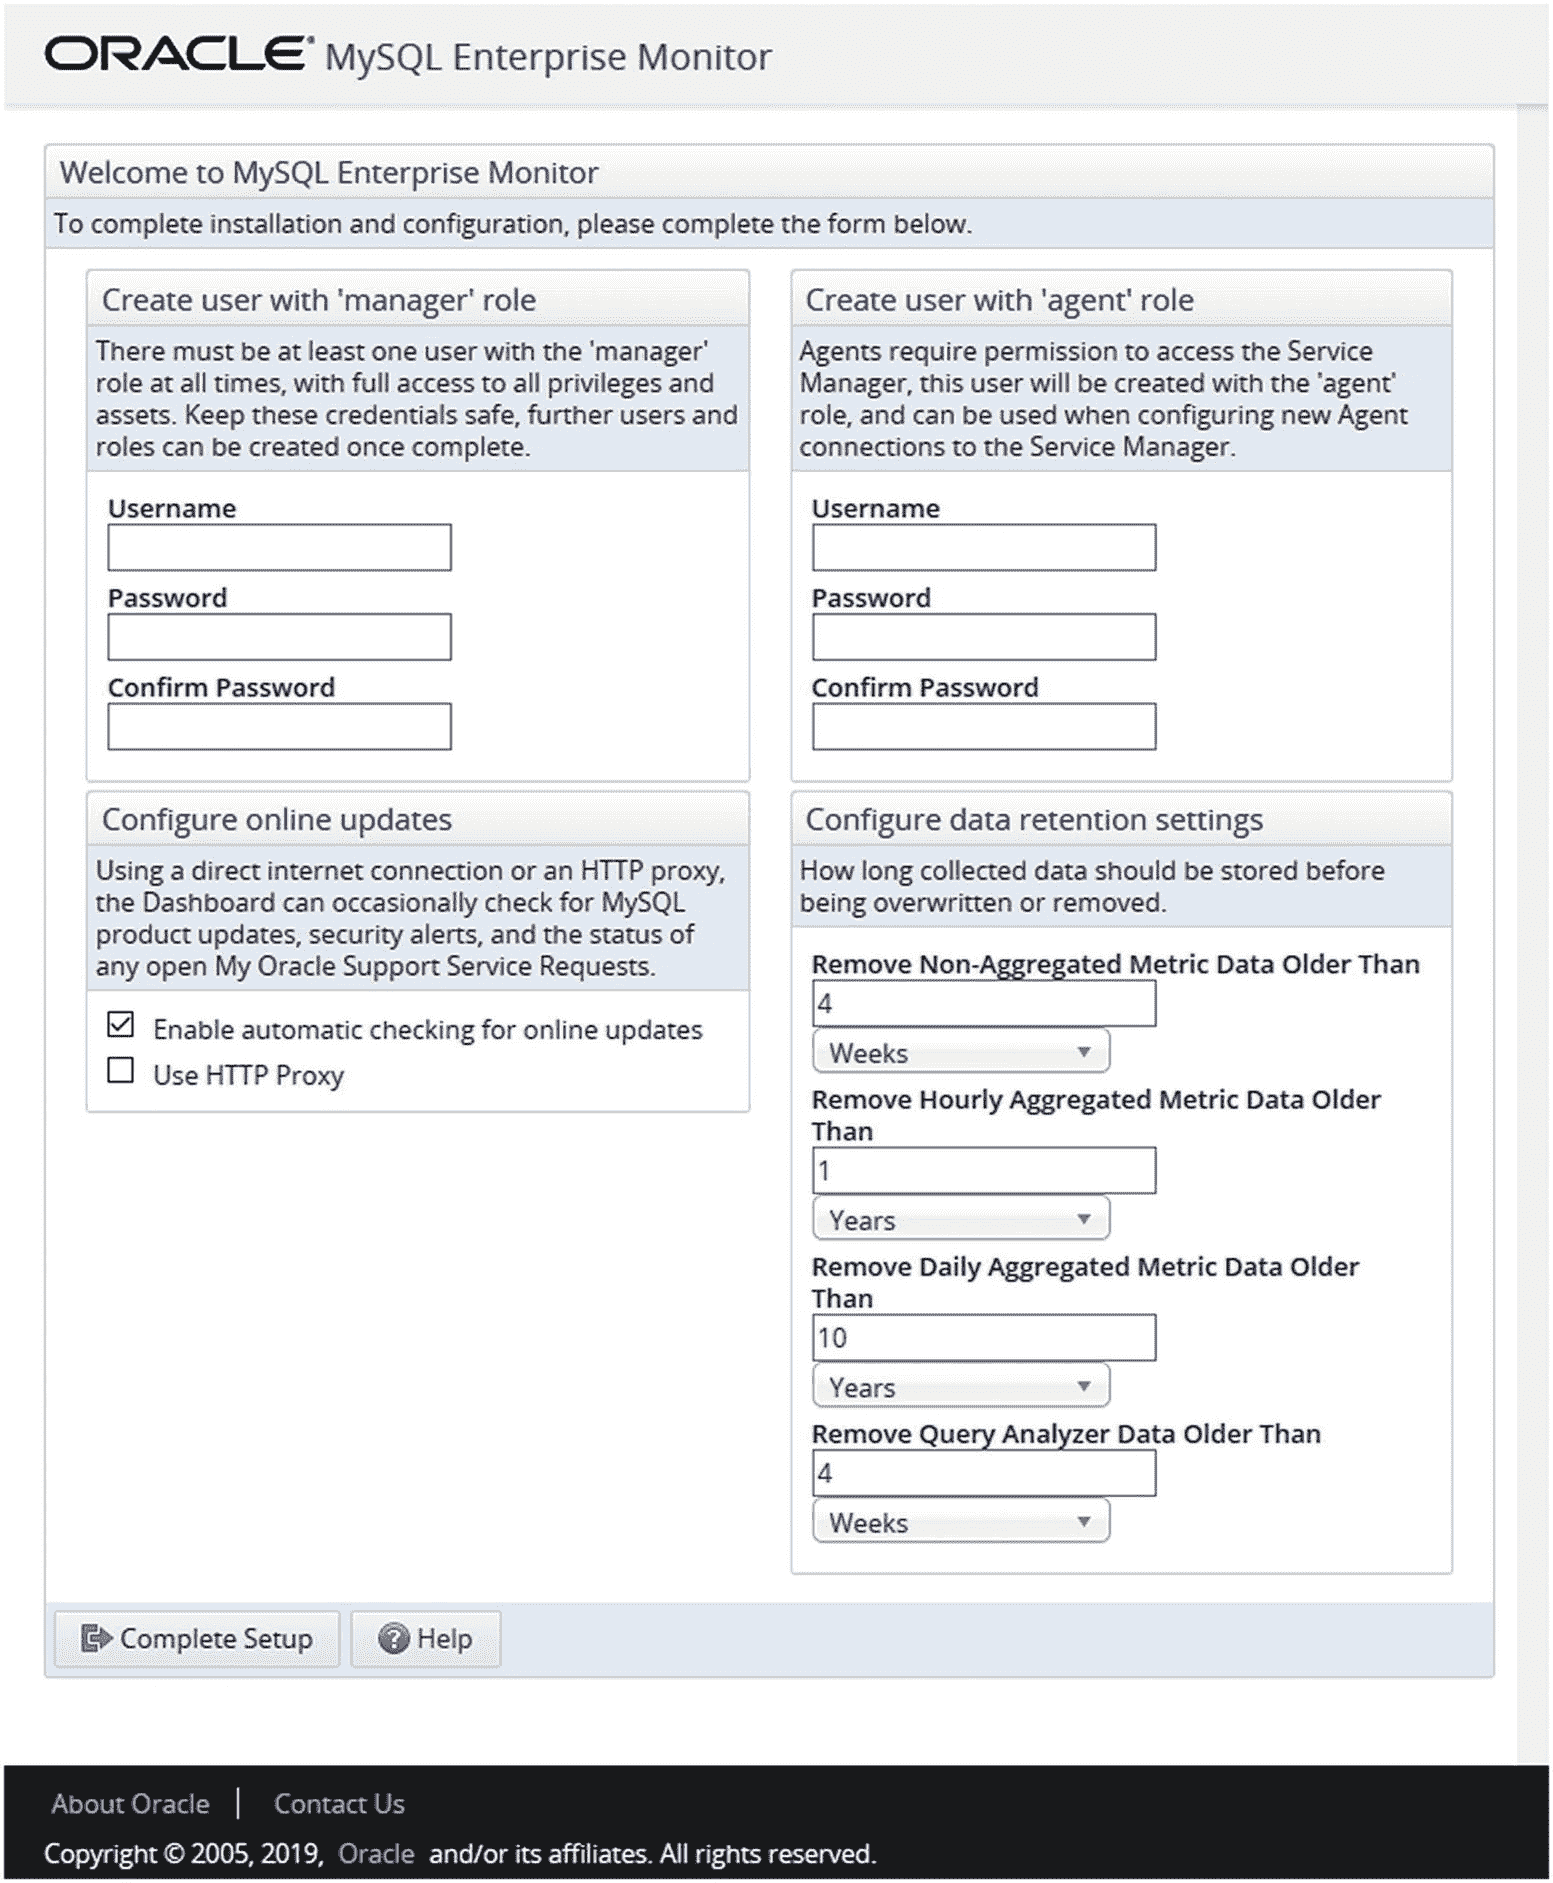 ORACLE® MySQL Enterprise Monitor
Welcome to MySQL Enterprise Monitor
To complete installation and configuration, please complete the form below.
Create user with 'manager' role
There must be at least one user with the 'manager'
role at all times, with full access to all privileges and
assets. Keep these credentials safe, further users and
roles can be created once complete.
Username
Password
Confirm Password
Create user with 'agent' role
Agents require permission to access the Service
Manager, this user will be created with the 'agent'
role, and can be used when configuring new Agent
connections to the Service Manager.
Username
Password
Confirm Password
Configure online updates
Using a direct internet connection or an HTTP proxy,
the Dashboard can occasionally check for MySQL
product updates, security alerts, and the status of
any open My Oracle Support Service Requests.
Enable automatic checking for online updates
Use HTTP Proxy
Configure data retention settings
How long collected data should be stored before
being overwritten or removed.
Remove Non-Aggregated Metric Data Older Than
4
Weeks
Remove Hourly Aggregated Metric Data Older
Than
1
Years
Remove Daily Aggregated Metric Data Older
Than
10
Years
Remove Query Analyzer Data Older Than
4
Weeks
Complete Setup
? Help
About Oracle | Contact Us
Copyright © 2005, 2019, Oracle and/or its affiliates. All rights reserved.